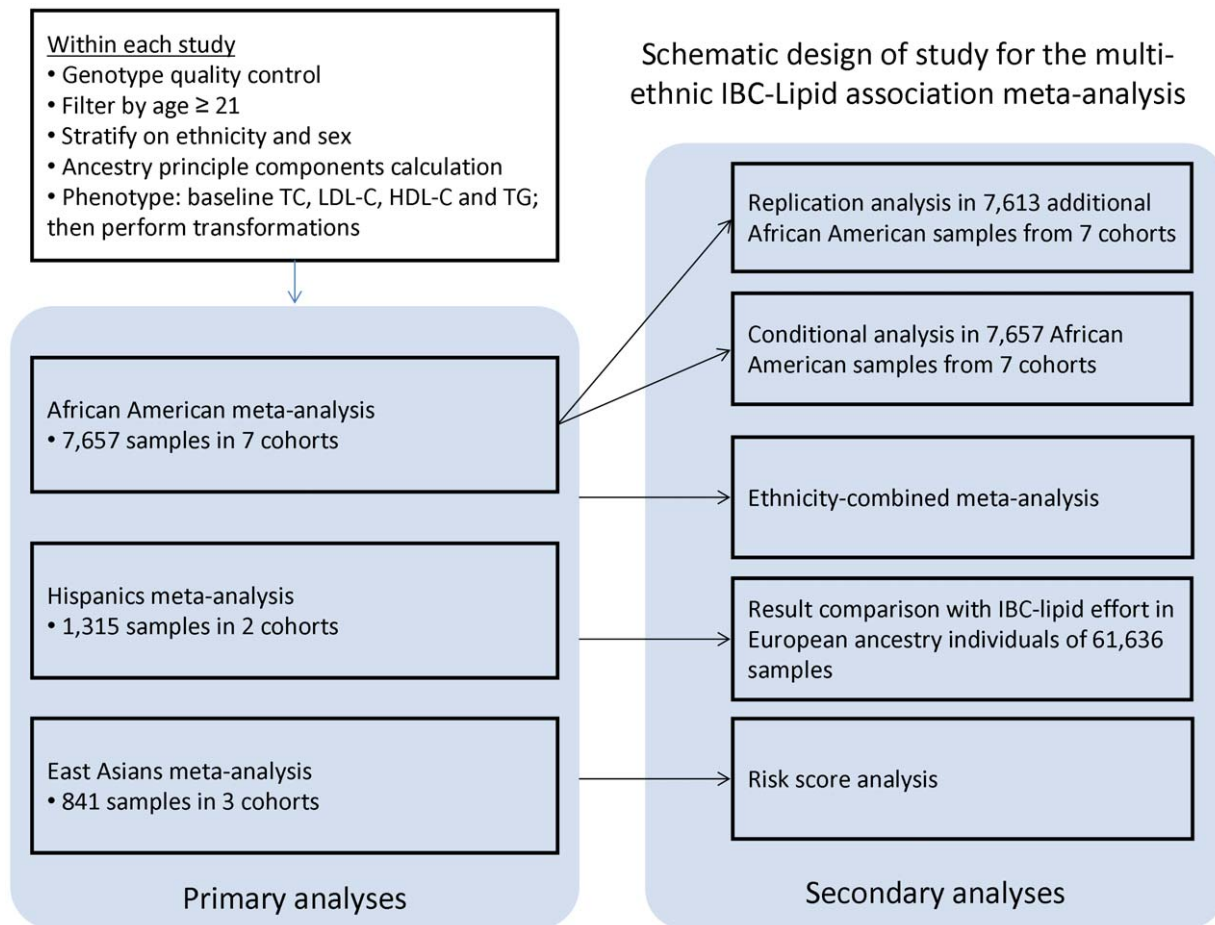 Within each study
• Genotype quality control
• Filter by age ≥ 21
• Stratify on ethnicity and sex
• Ancestry principle components calculation
• Phenotype: baseline TC, LDL-C, HDL-C and TG;
then perform transformations
Schematic design of study for the multi-
ethnic IBC-Lipid association meta-analysis
African American meta-analysis
• 7,657 samples in 7 cohorts
Hispanics meta-analysis
• 1,315 samples in 2 cohorts
East Asians meta-analysis
• 841 samples in 3 cohorts
Primary analyses
Replication analysis in 7,613 additional
African American samples from 7 cohorts
Conditional analysis in 7,657 African
American samples from 7 cohorts
Ethnicity-combined meta-analysis
Result comparison with IBC-lipid effort in
European ancestry individuals of 61,636
samples
Risk score analysis
Secondary analyses